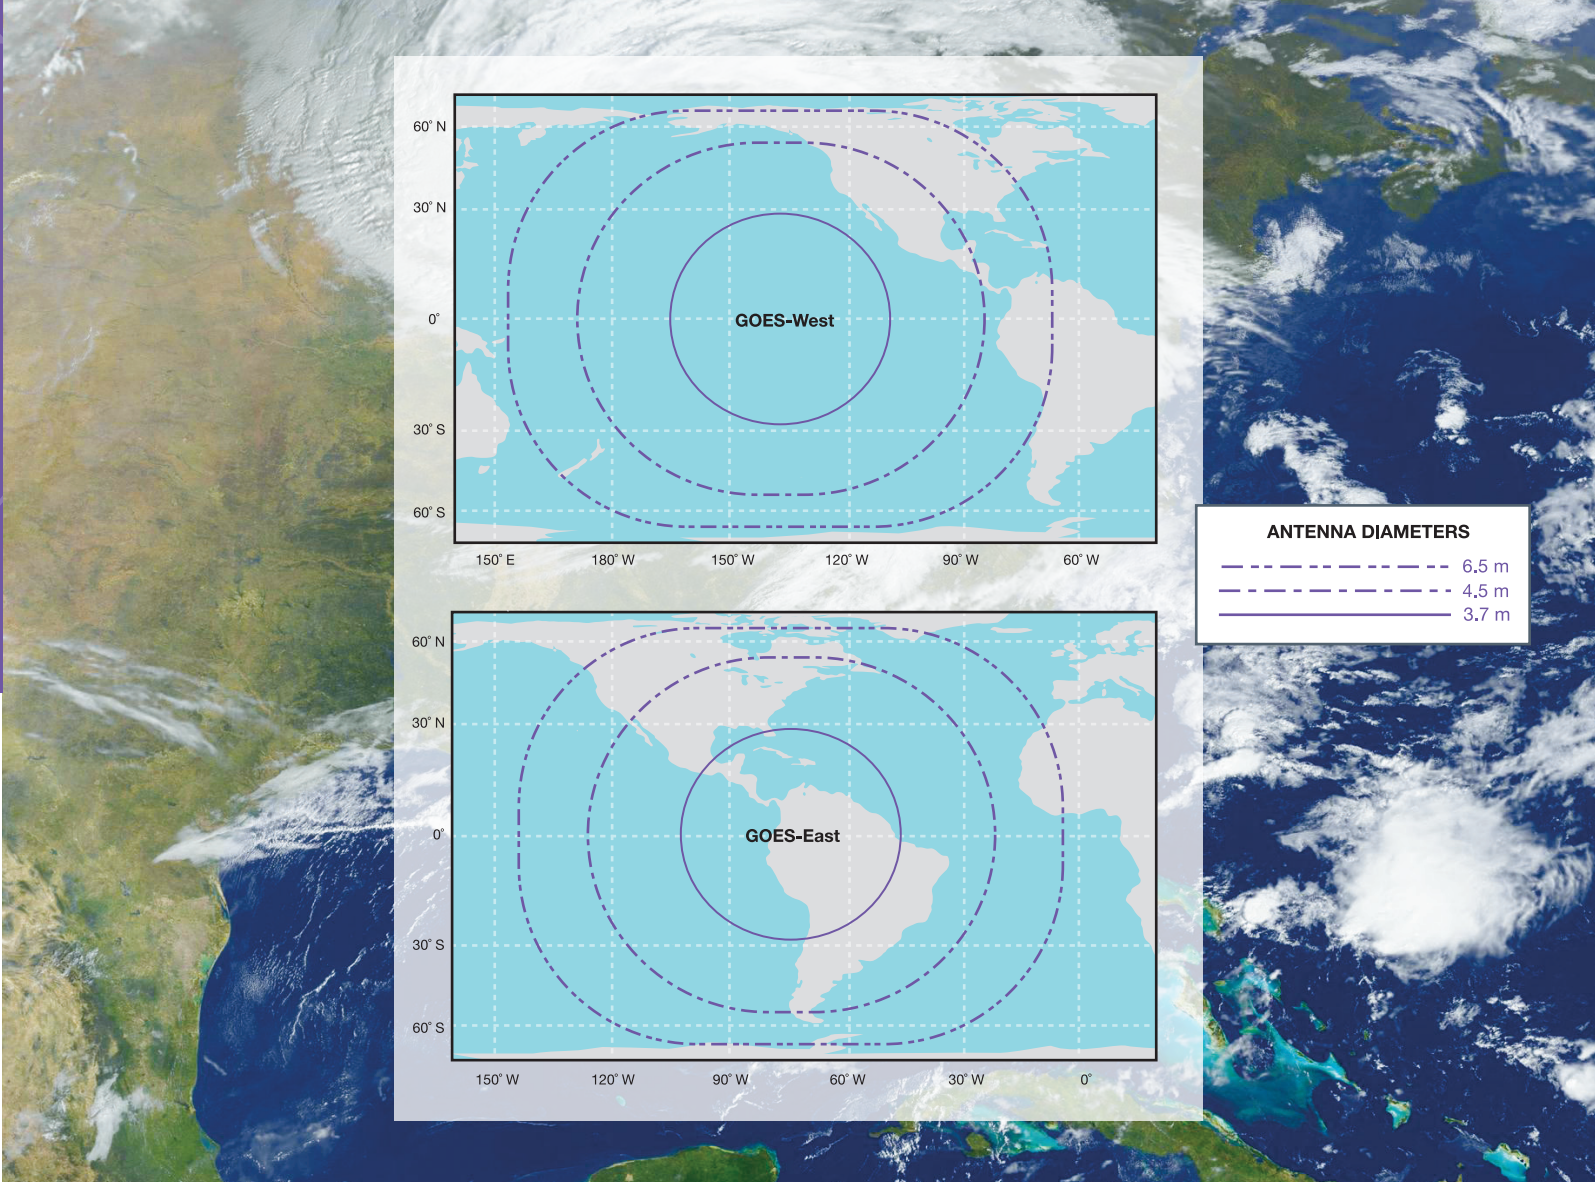 60° N
30° N
0°
30° S
60° S
GOES-West
150° E 180° W 150° W 120° W 90° W 60° W
ANTENNA DIAMETERS
6.5 m
4.5 m
3.7 m
60° N
30° N
0°
30° S
60° S
GOES-East
150° W 120° W 90° W 60° W 30° W 0°